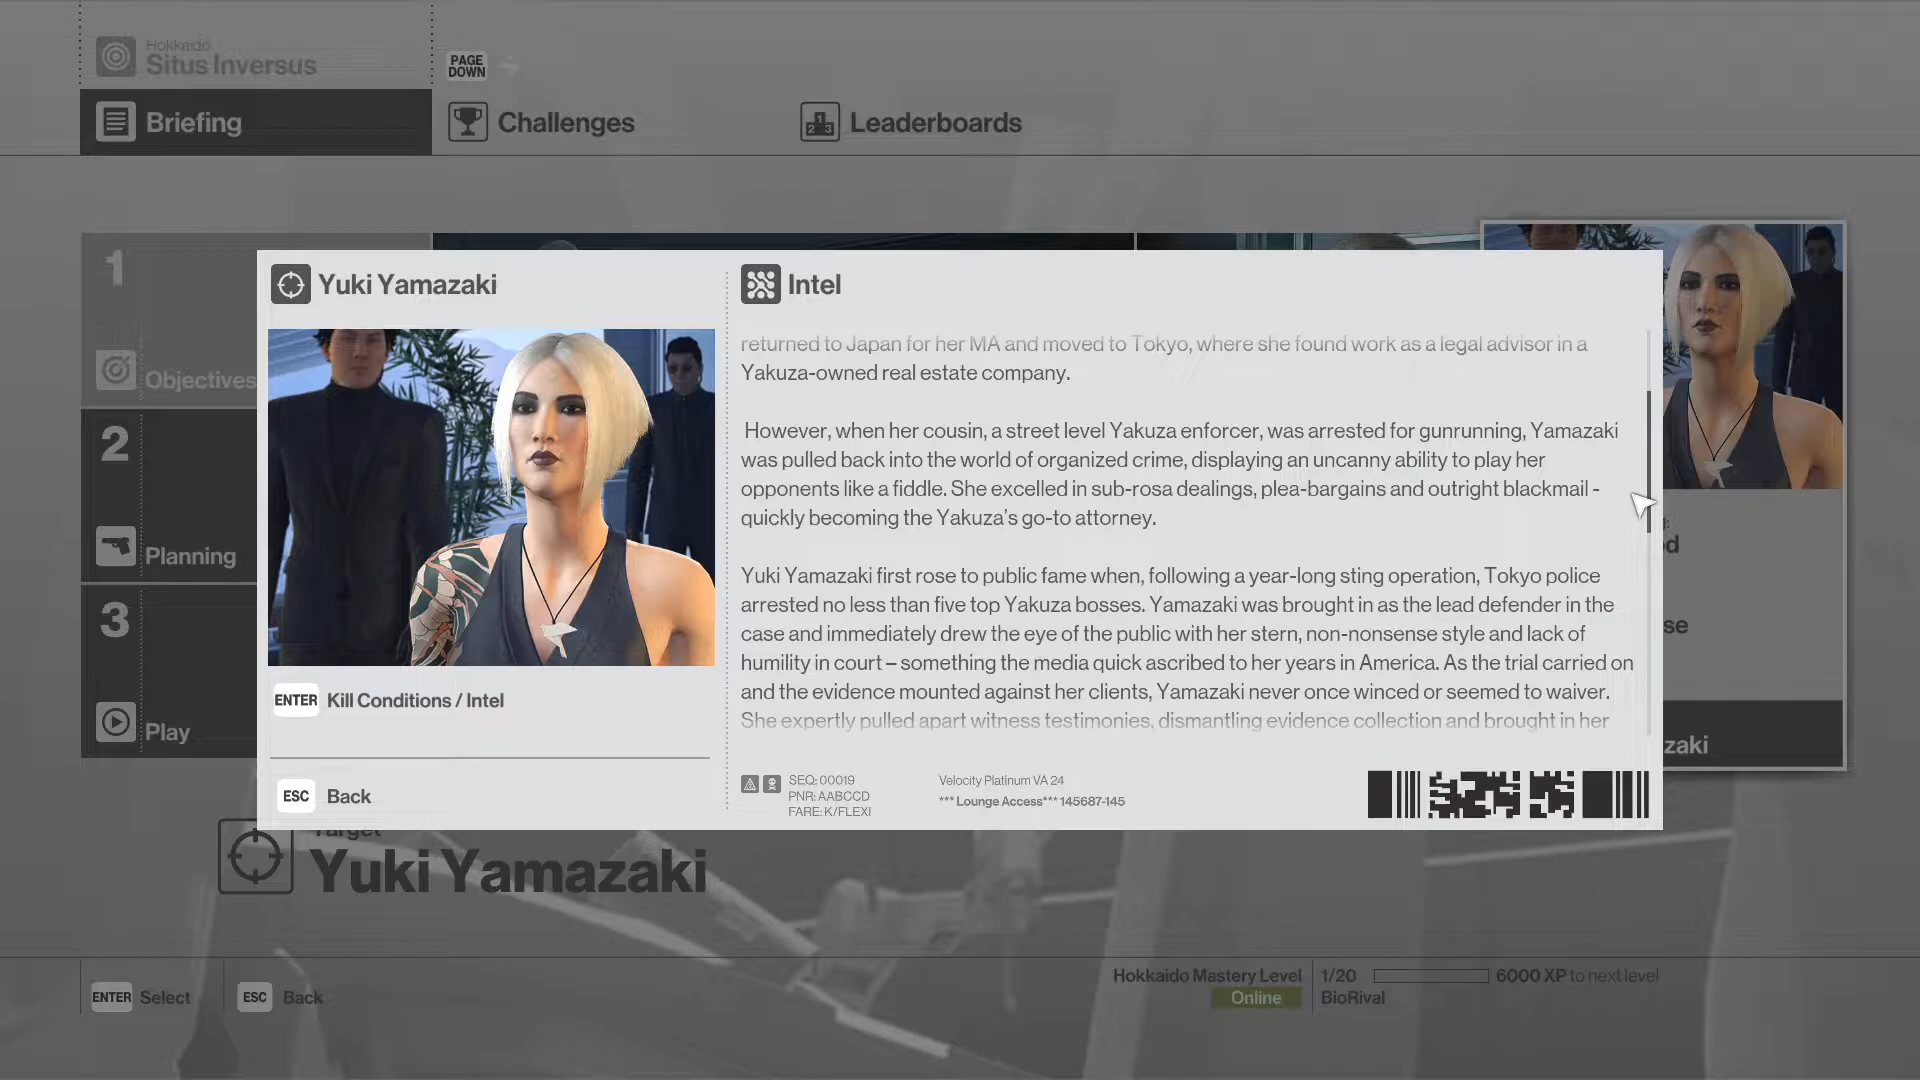 Hokkaido
Situs Inversus
PAGE DOWN
Briefing
Challenges
Leaderboards
1
Objectives
2
Planning
3
Play
Yuki Yamazaki
ENTER Kill Conditions / Intel
ESC Back
Intel
returned to Japan for her MA and moved to Tokyo, where she found work as a legal advisor in a
Yakuza-owned real estate company.
However, when her cousin, a street level Yakuza enforcer, was arrested for gunrunning, Yamazaki
was pulled back into the world of organized crime, displaying an uncanny ability to play her
opponents like a fiddle. She excelled in sub-rosa dealings, plea-bargains and outright blackmail -
quickly becoming the Yakuza's go-to attorney.
Yuki Yamazaki first rose to public fame when, following a year-long sting operation, Tokyo police
arrested no less than five top Yakuza bosses. Yamazaki was brought in as the lead defender in the
case and immediately drew the eye of the public with her stern, non-nonsense style and lack of
humility in court – something the media quick ascribed to her years in America. As the trial carried on
and the evidence mounted against her clients, Yamazaki never once winced or seemed to waiver.
She expertly pulled apart witness testimonies, dismantling evidence collection and brought in her
SEQ: 00019
PNR: AABCCD
FARE: K/FLEXI
Velocity Platinum VA 24
*** Lounge Access*** 145687-145
d
se
zaki
Target
Yuki Yamazaki
ENTER Select
ESC Back
Hokkaido Mastery Level
Online
1/20
6000 XP to next level
BioRival